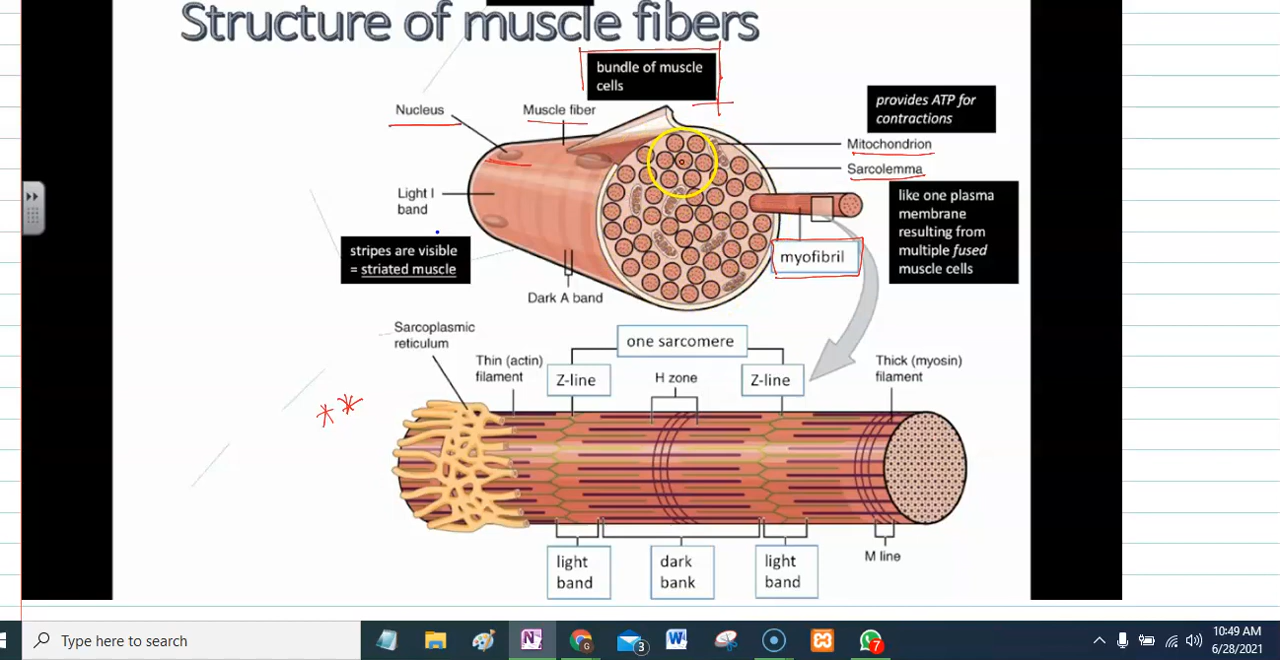 Structure of muscle fibers
bundle of muscle
cells
Nucleus
Muscle fiber
provides ATP for
contractions
Mitochondrion
Sarcolemma
Light I
band
like one plasma
membrane
resulting from
multiple fused
muscle cells
stripes are visible
= striated muscle
myofibril
Dark A band
Sarcoplasmic
reticulum
one sarcomere
Thin (actin)
filament
Z-line
H zone
Z-line
Thick (myosin)
filament
**
light
band
dark
bank
light
band
M line
Type here to search
N
G
3
W
7
10:49 AM
6/28/2021